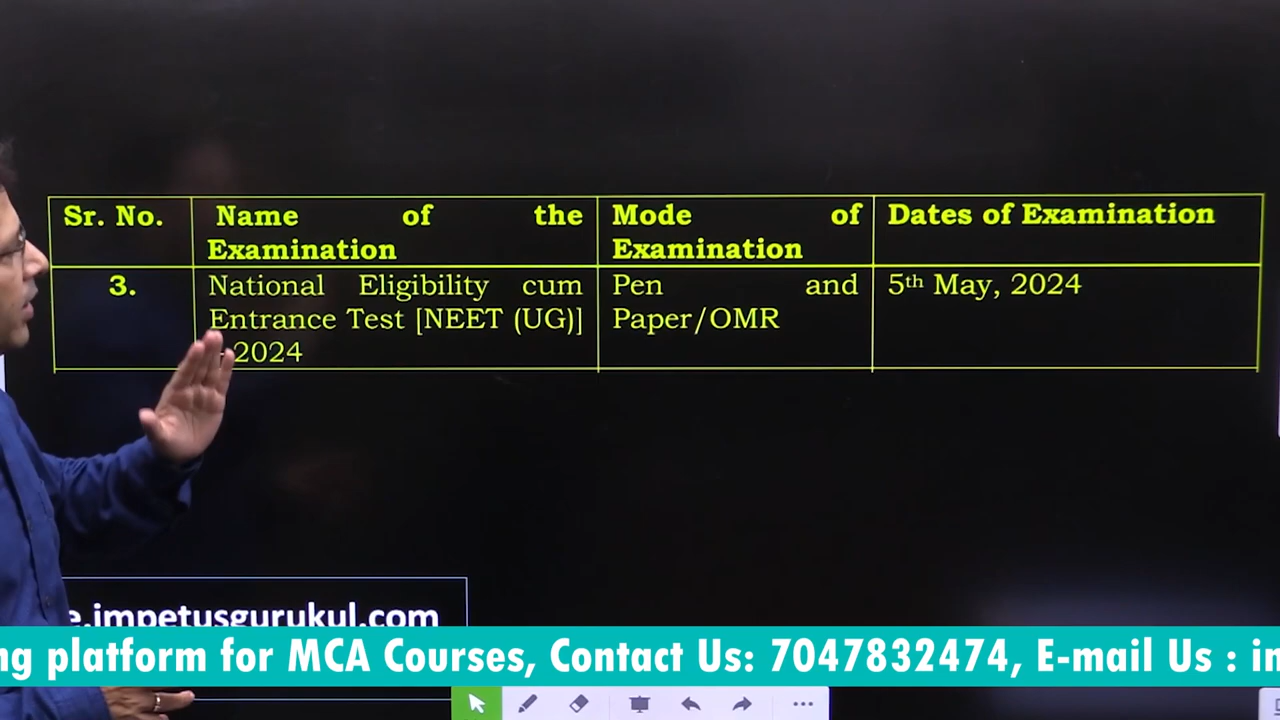 Sr. No.
Name of the
Examination
Mode of
Examination
Dates of Examination
3.
National Eligibility cum
Entrance Test [NEET (UG)]
- 2024
Pen and
Paper/OMR
5th May, 2024
e.impetusgurukul.com
ng platform for MCA Courses, Contact Us: 7047832474, E-mail Us : in